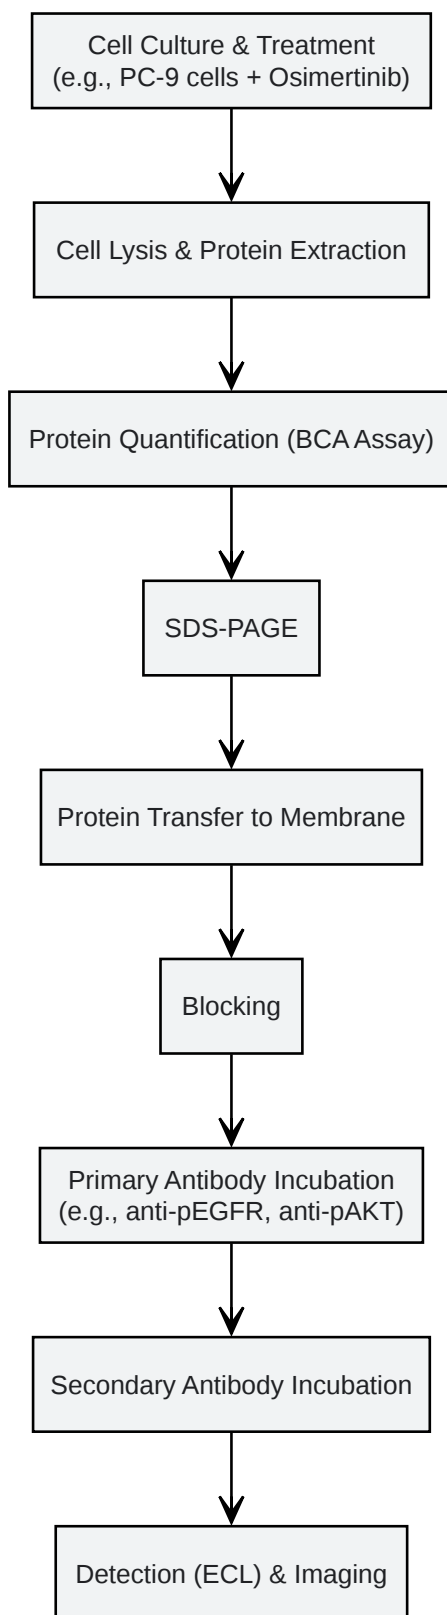 Cell Culture & Treatment
(e.g., PC-9 cells + Osimertinib)
Cell Lysis & Protein Extraction
Protein Quantification (BCA Assay)
SDS-PAGE
Protein Transfer to Membrane
Blocking
Primary Antibody Incubation
(e.g., anti-pEGFR, anti-pAKT)
Secondary Antibody Incubation
Detection (ECL) & Imaging